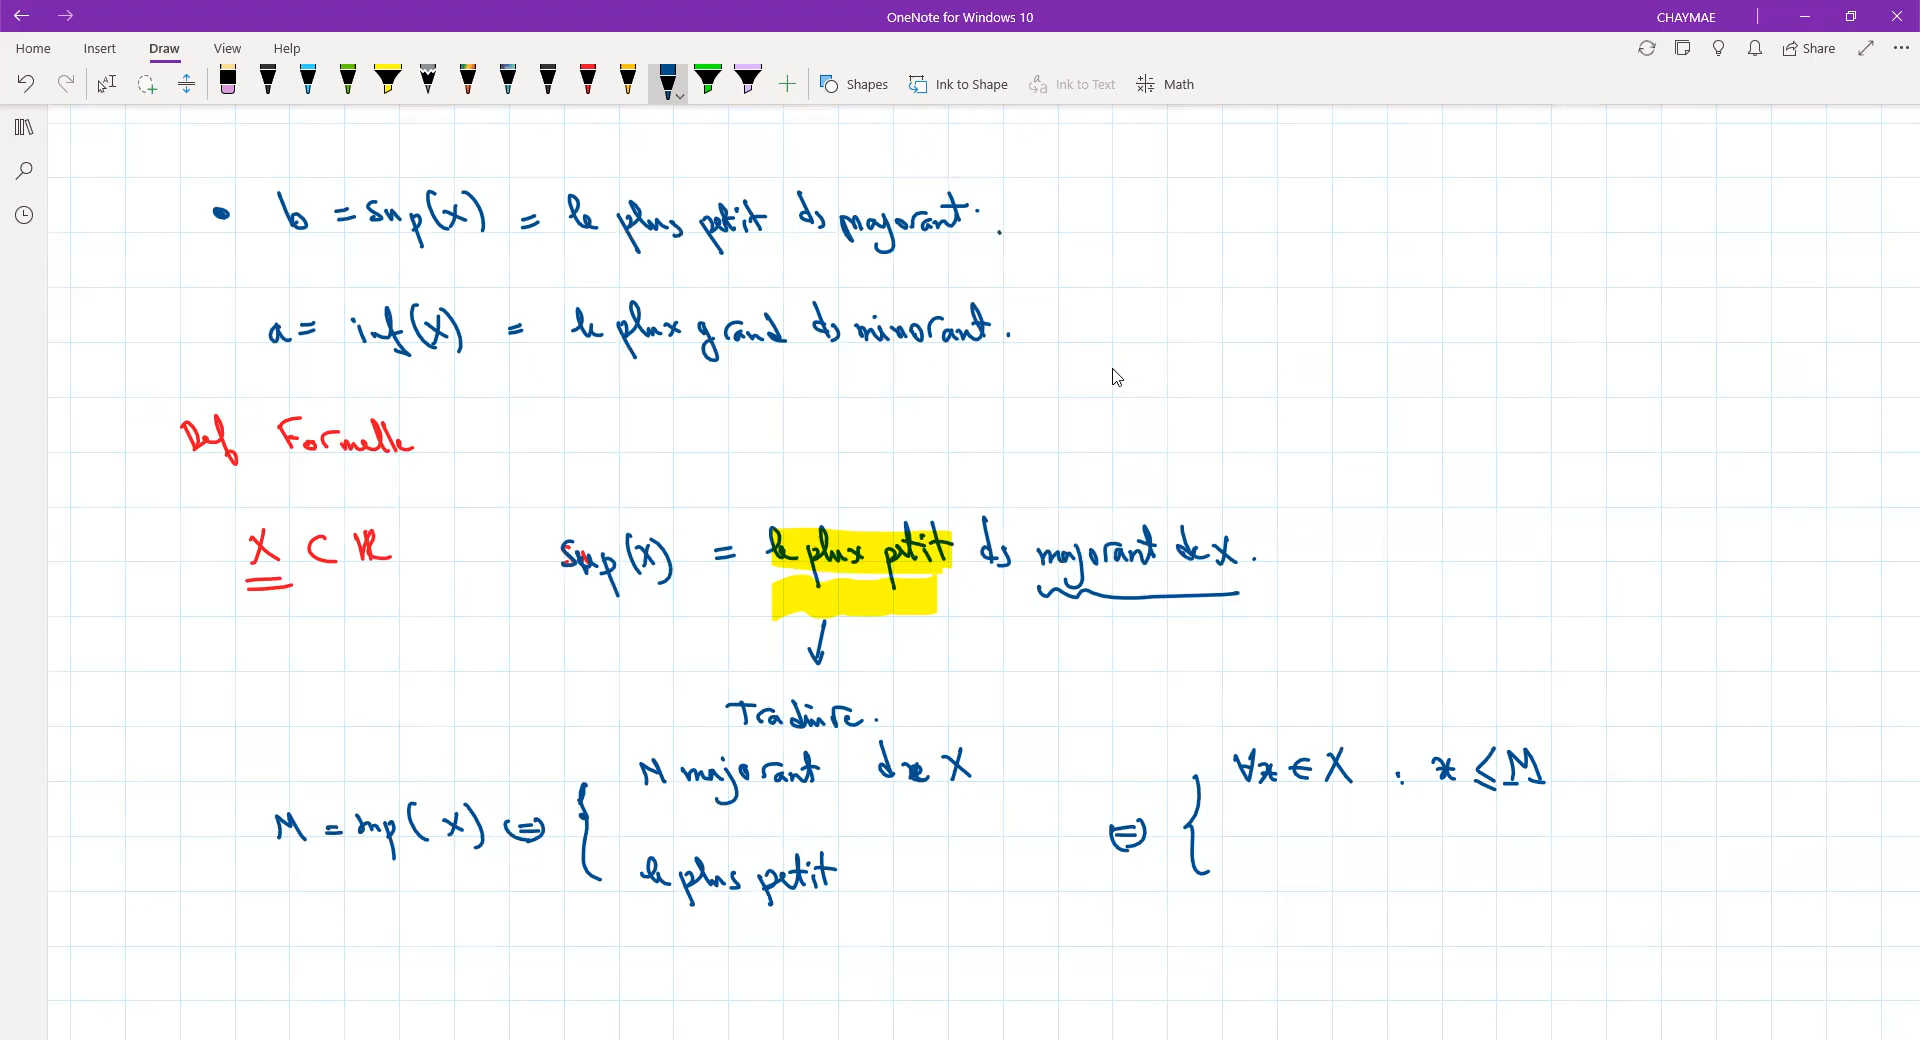 OneNote for Windows 10
CHAYMAE
Home Insert Draw View Help
Share
Shapes Ink to Shape Ink to Text Math
• b = sup(X) = le plus petit ds majorant.
a = inf(X) = le plux grand ds minorant.
Def Formelle
X ⊂ ℝ sup(X) = le plux petit ds majorant de X.
Traduire.
M majorant de X ∀x ∈ X : x ≤ M
M = sup(X) ⇔ { ⇔ {
le plus petit